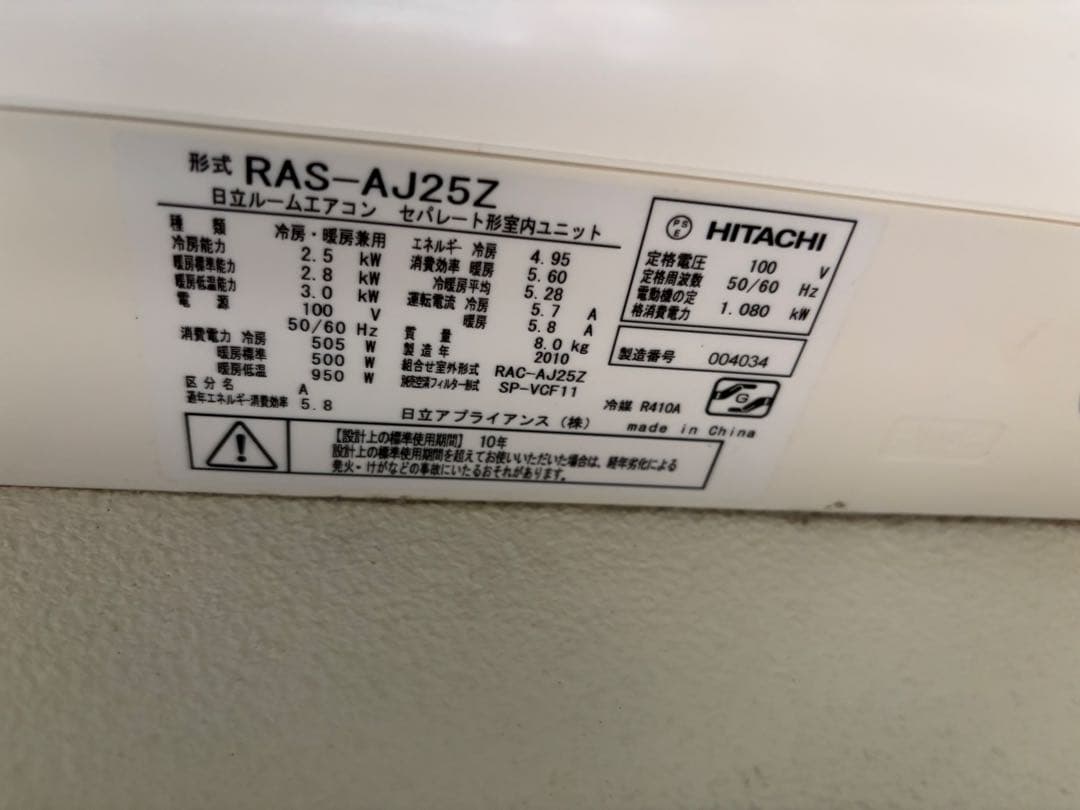 形式 RAS-AJ25Z
日立ルームエアコン セパレート形室内ユニット
種類 冷房・暖房兼用
冷房能力 2.5 kW
暖房標準能力 2.8 kW
暖房低温能力 3.0 kW
電源 100 V
50/60 Hz
消費電力 冷房 505 W
暖房標準 500 W
暖房低温 950 W
区分名 A
通年エネルギー消費効率 5.8
エネルギー 冷房 4.95
消費効率 暖房 5.60
冷暖房平均 5.28
運転電流 冷房 5.7 A
暖房 5.8 A
質量 8.0 kg
製造年 2010
組合せ室外形式 RAC-AJ25Z
別売空清フィルター形式 SP-VCF11
日立アプライアンス(株)
PSE HITACHI
定格電圧 100 V
定格周波数 50/60 Hz
電動機の定
格消費電力 1.080 kW
製造番号 004034
冷媒 R410A
G
made in China
【設計上の標準使用期間】 10年
設計上の標準使用期間を超えてお使いいただいた場合は、経年劣化による
発火・けがなどの事故にいたるおそれがあります。